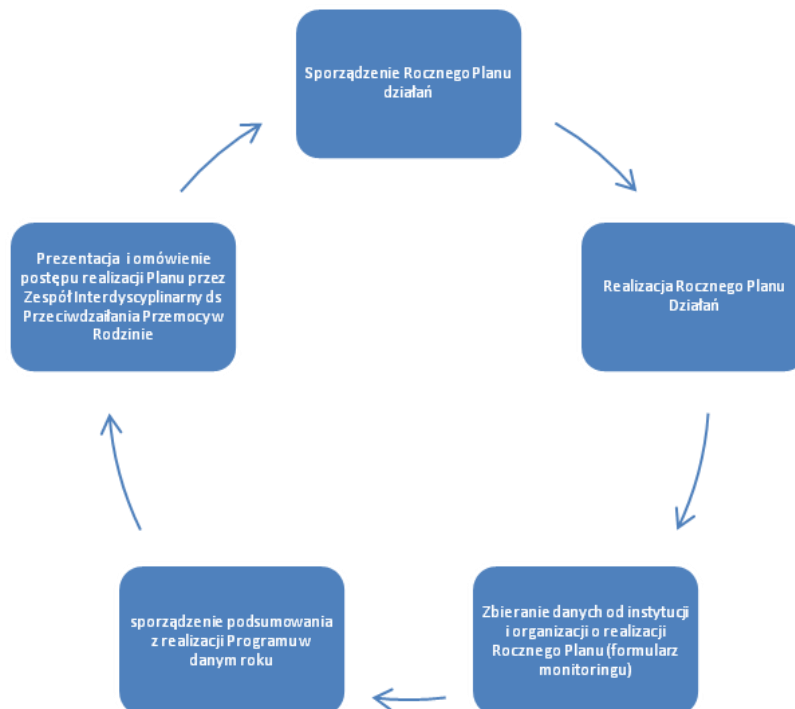 Sporządzenie Rocznego Planu
działań
Realizacja Rocznego Planu
Działań
Zbieranie danych od instytucji
i organizacji o realizacji
Rocznego Planu (formularz
monitoringu)
sporządzenie podsumowania
z realizacji Programu w
danym roku
Prezentacja i omówienie
postępu realizacji Planu przez
Zespół Interdyscyplinarny ds
Przeciwdzaiłania Przemocy w
Rodzinie